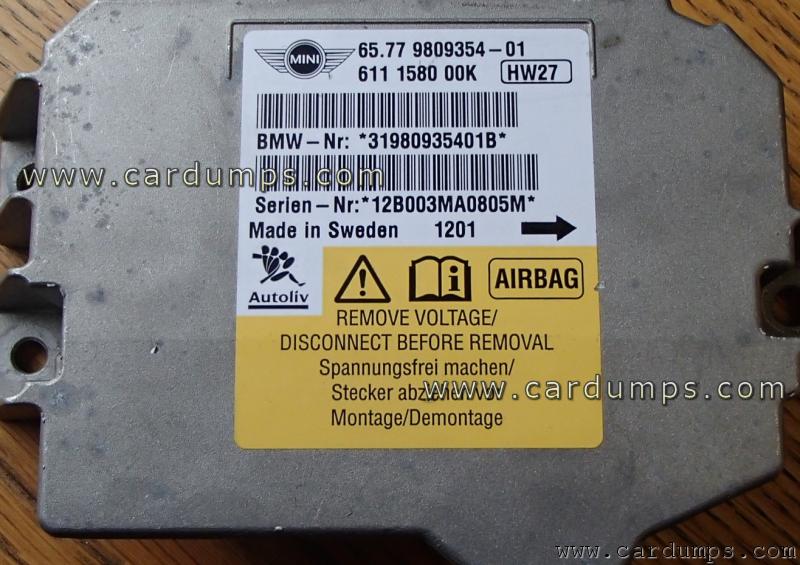 MINI
65.77 9809354-01
611 1580 00K HW27
BMW-Nr: *31980935401B*
www.cardumps.com
Serien-Nr:*12B003MA0805M*
Made in Sweden 1201
Autoliv
AIRBAG
REMOVE VOLTAGE/
DISCONNECT BEFORE REMOVAL
Spannungsfrei machen/
Stecker
www.cardumps.com
Montage/Demontage
www.cardumps.com